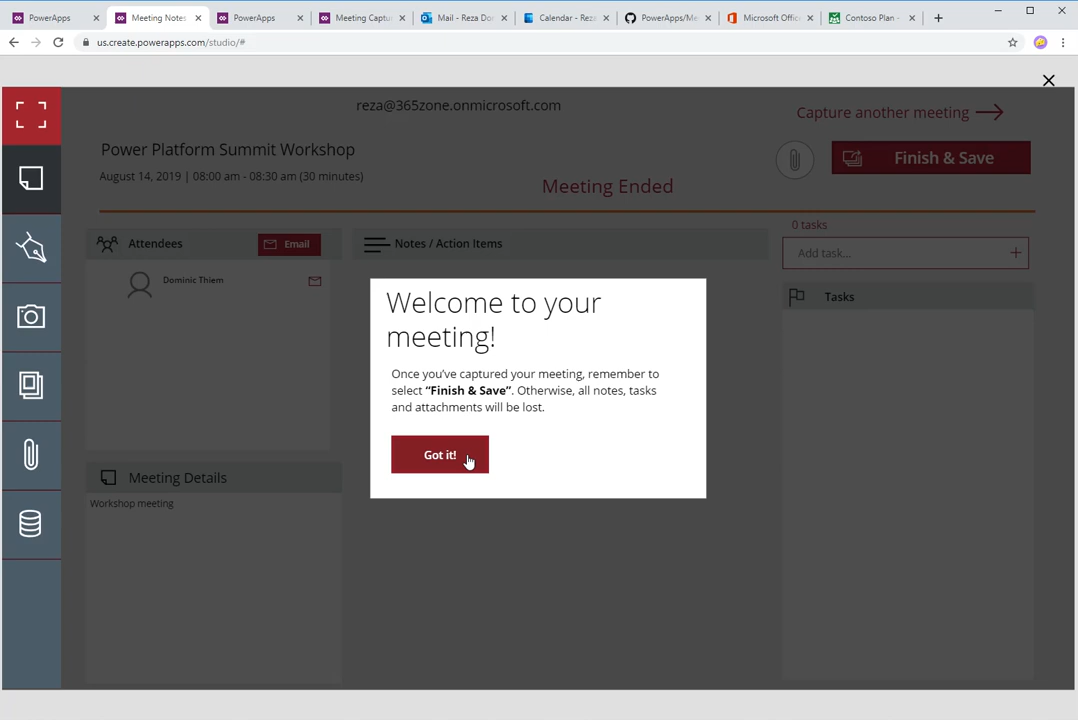 PowerApps
Meeting Notes
PowerApps
Meeting Captur
Mail - Reza Do
Calendar - Rez
PowerApps/Me
Microsoft Offic
Contoso Plan -
us.create.powerapps.com/studio/#
reza@365zone.onmicrosoft.com
Capture another meeting
Power Platform Summit Workshop
Finish & Save
August 14, 2019 | 08:00 am - 08:30 am (30 minutes)
Meeting Ended
0 tasks
Attendees
Email
Notes / Action Items
Add task...
Dominic Thiem
Tasks
Welcome to your
meeting!
Once you've captured your meeting, remember to
select “Finish & Save”. Otherwise, all notes, tasks
and attachments will be lost.
Got it!
Meeting Details
Workshop meeting